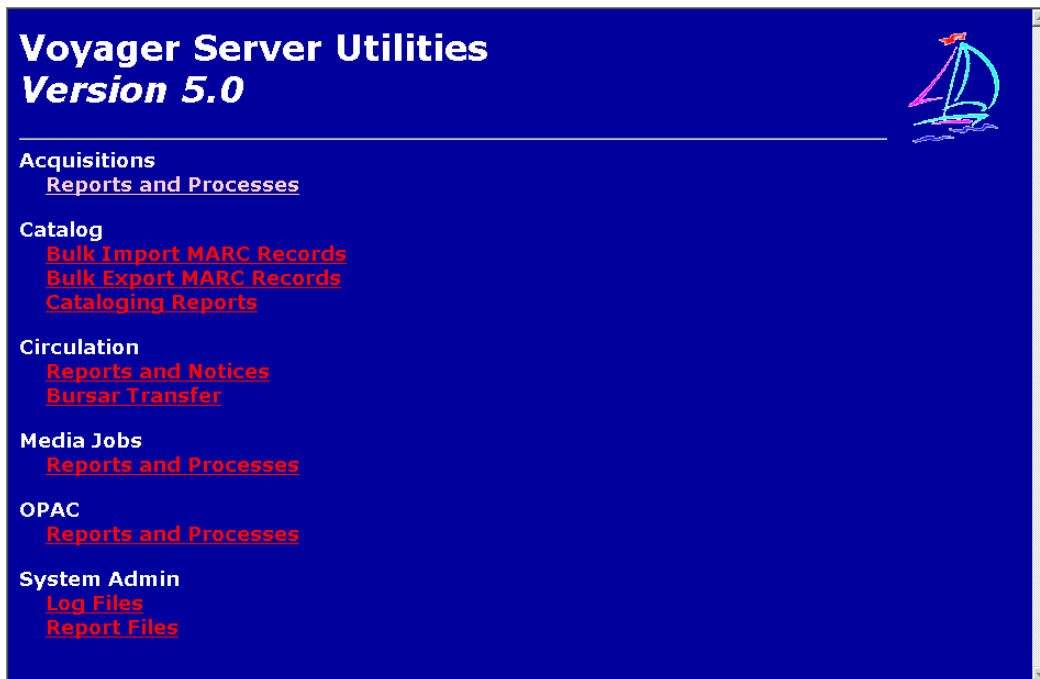 Voyager Server Utilities
Version 5.0
Acquisitions
Reports and Processes
Catalog
Bulk Import MARC Records
Bulk Export MARC Records
Cataloging Reports
Circulation
Reports and Notices
Bursar Transfer
Media Jobs
Reports and Processes
OPAC
Reports and Processes
System Admin
Log Files
Report Files